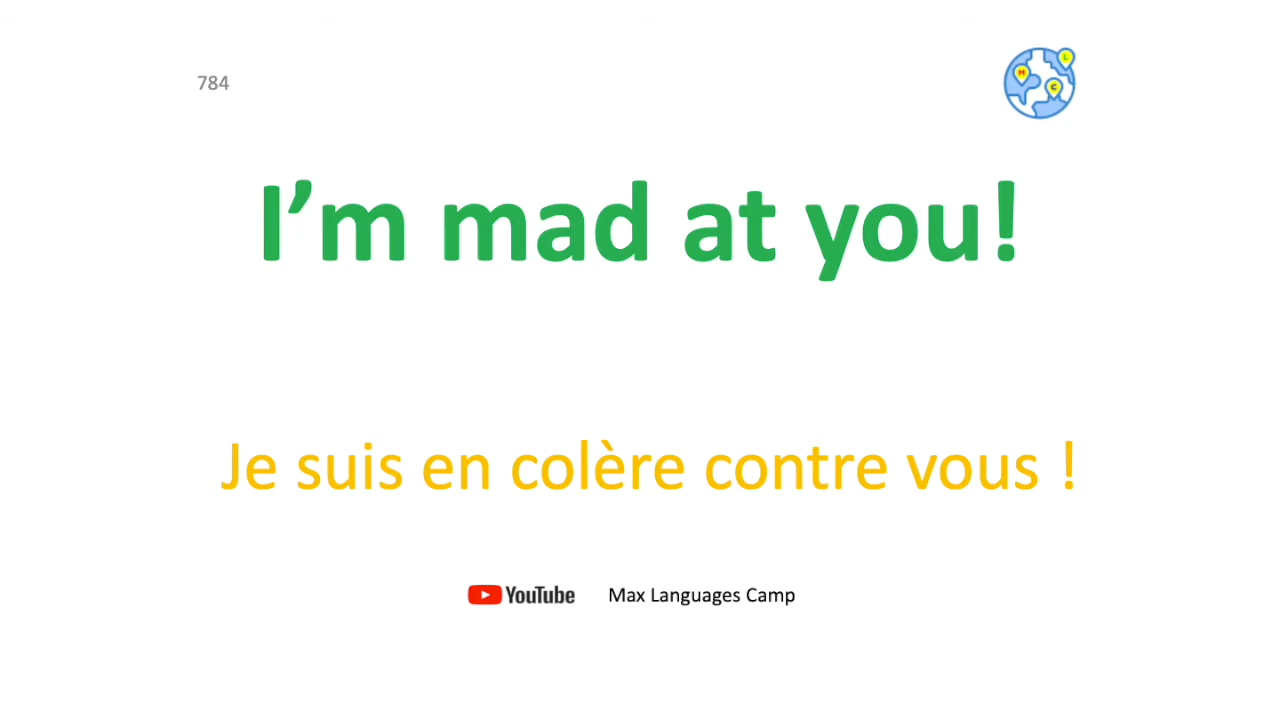 784
M
L
C
I’m mad at you!
Je suis en colère contre vous !
YouTube Max Languages Camp